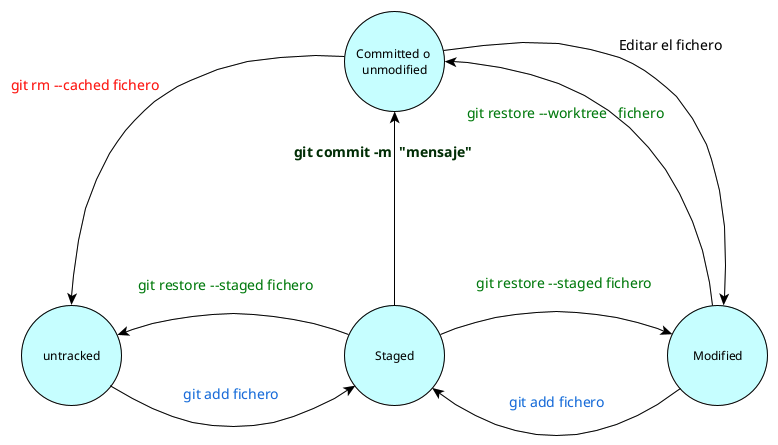 Editar el fichero
Committed o
unmodified
git rm --cached fichero
git restore --worktree fichero
git commit -m "mensaje"
git restore --staged fichero
git restore --staged fichero
untracked
Staged
Modified
git add fichero
git add fichero